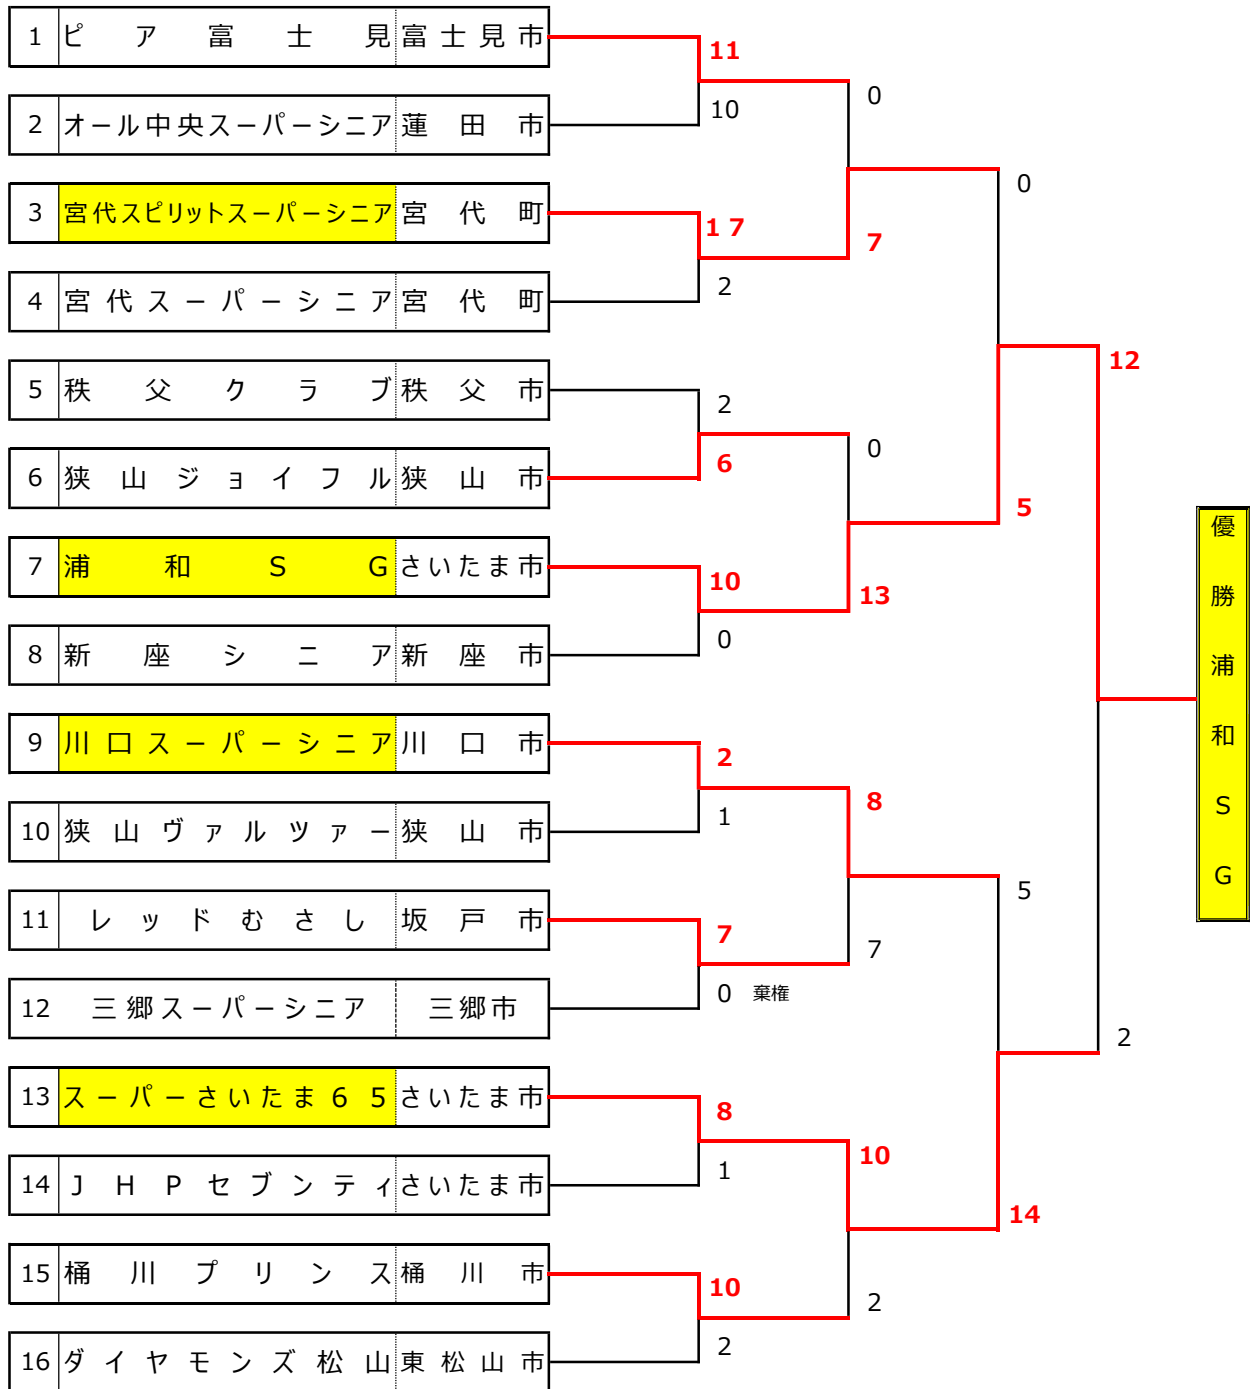 1 ピア富士見 富士見市
11
10
0
2 オール中央スーパーシニア 蓮田市
0
3 宮代スピリットスーパーシニア 宮代町
17
7
2
4 宮代スーパーシニア 宮代町
12
5 秩父クラブ 秩父市
2
0
6
6 狭山ジョイフル 狭山市
5
7 浦和SG さいたま市
10
13
0
8 新座シニア 新座市
優勝浦和SG
9 川口スーパーシニア 川口市
2
8
1
10 狭山ヴァルツァー 狭山市
5
11 レッドむさし 坂戸市
7
7
0 棄権
12 三郷スーパーシニア 三郷市
2
13 スーパーさいたま65 さいたま市
8
10
1
14 JHPセブンティ さいたま市
14
15 桶川プリンス 桶川市
10
2
2
16 ダイヤモンズ松山 東松山市